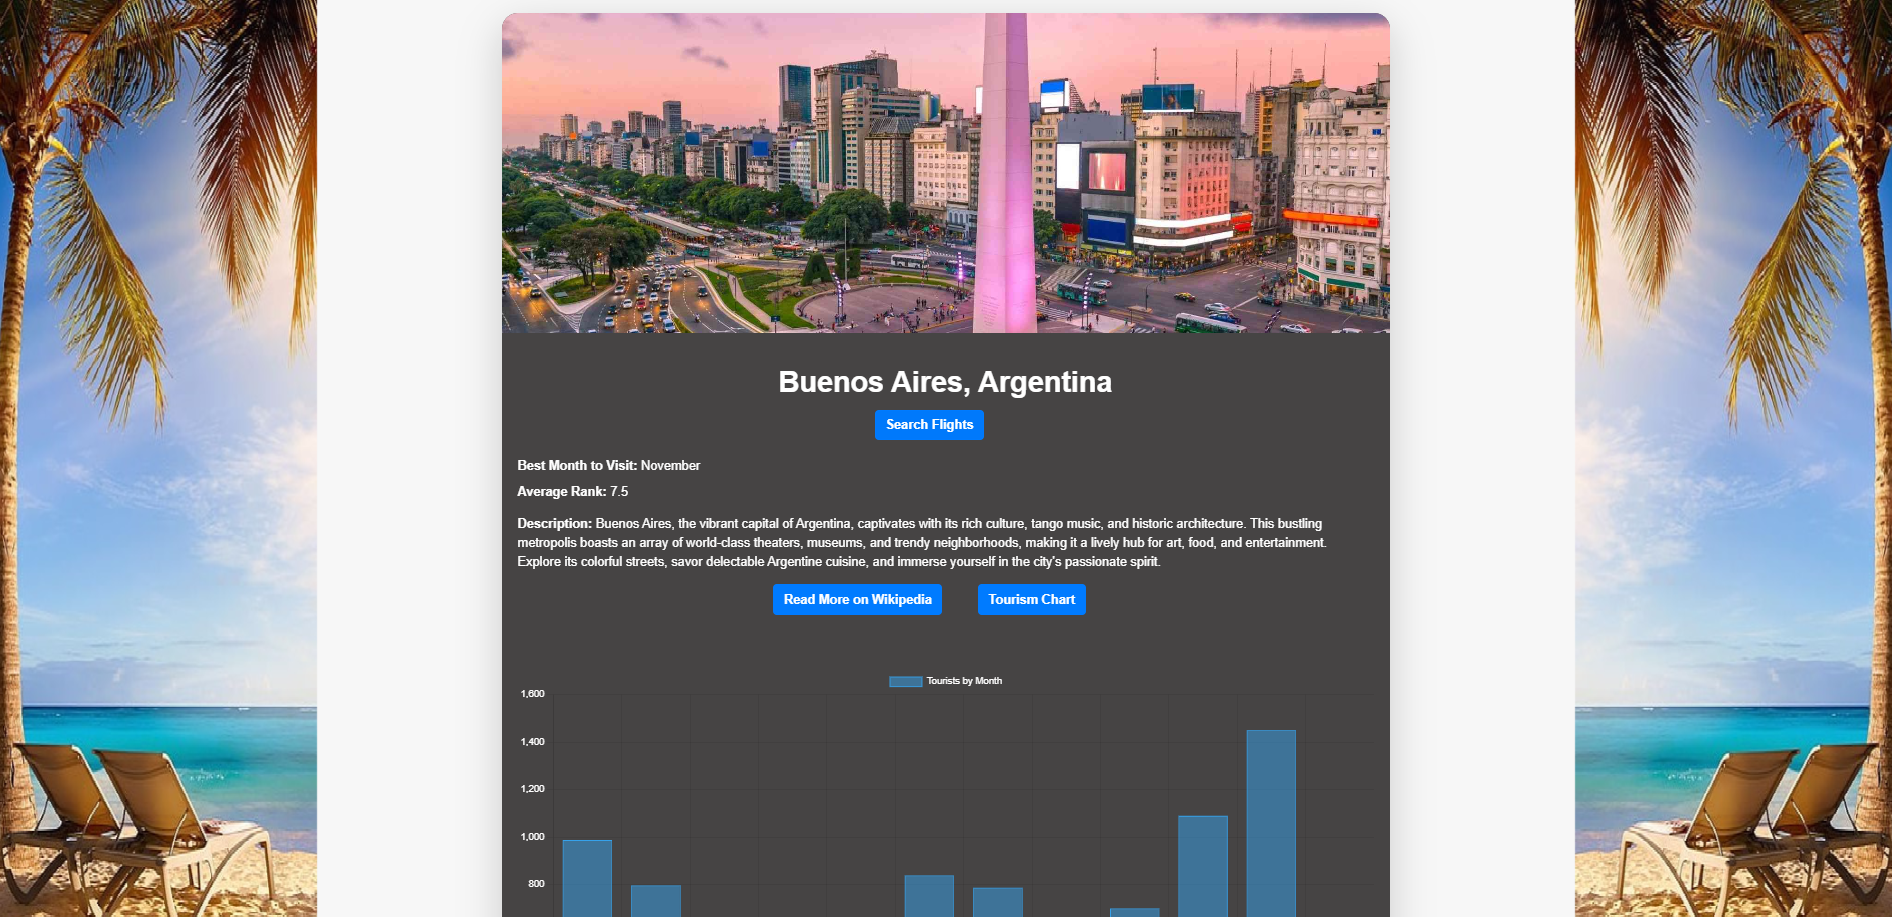 Buenos Aires, Argentina
Search Flights
Best Month to Visit: November
Average Rank: 7.5
Description: Buenos Aires, the vibrant capital of Argentina, captivates with its rich culture, tango music, and historic architecture. This bustling
metropolis boasts an array of world-class theaters, museums, and trendy neighborhoods, making it a lively hub for art, food, and entertainment.
Explore its colorful streets, savor delectable Argentine cuisine, and immerse yourself in the city's passionate spirit.
Read More on Wikipedia
Tourism Chart
Tourists by Month
1,600
1,400
1,200
1,000
800